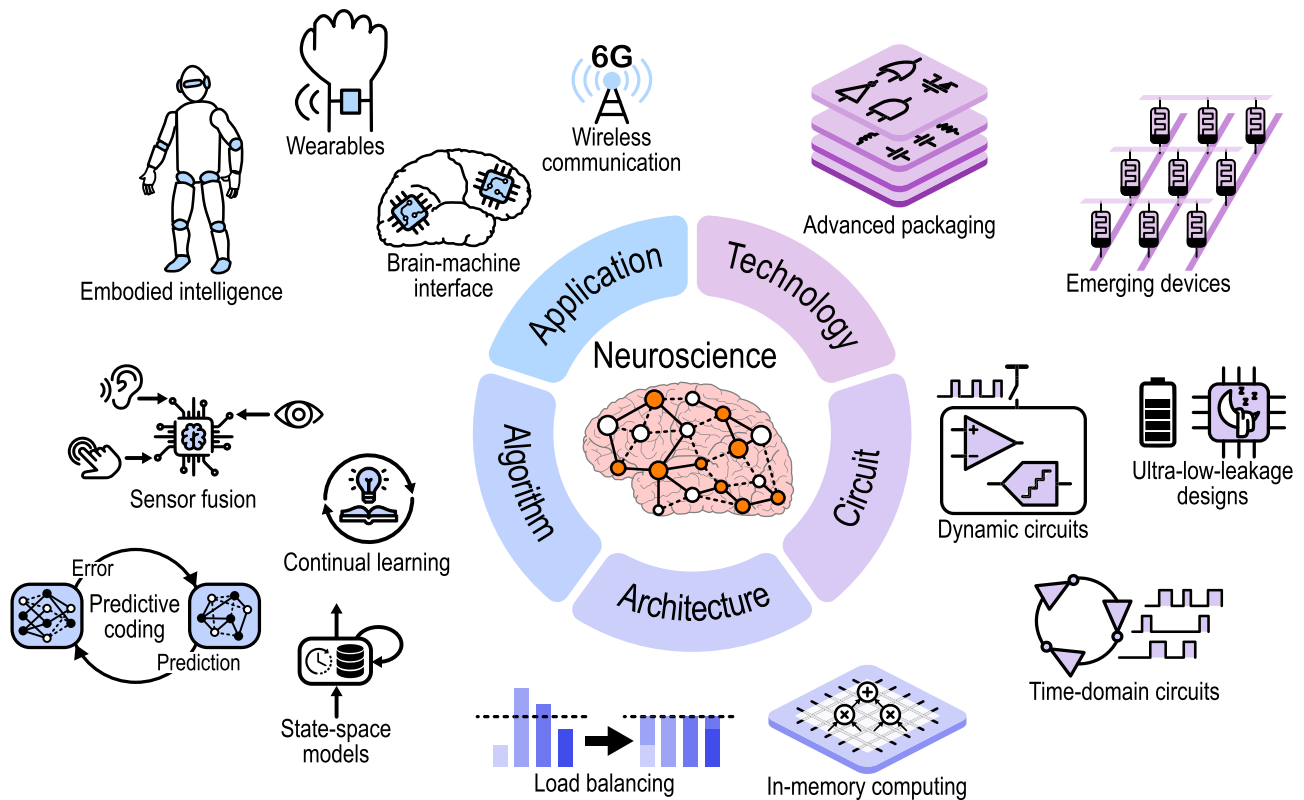 6G
Wearables
Wireless
communication
Advanced packaging
Brain-machine
interface
Embodied intelligence
Emerging devices
Application
Technology
Neuroscience
Algorithm
Circuit
Architecture
Sensor fusion
Continual learning
Error
Predictive
coding
Prediction
State-space
models
Load balancing
In-memory computing
Dynamic circuits
zzz
Ultra-low-leakage
designs
Time-domain circuits